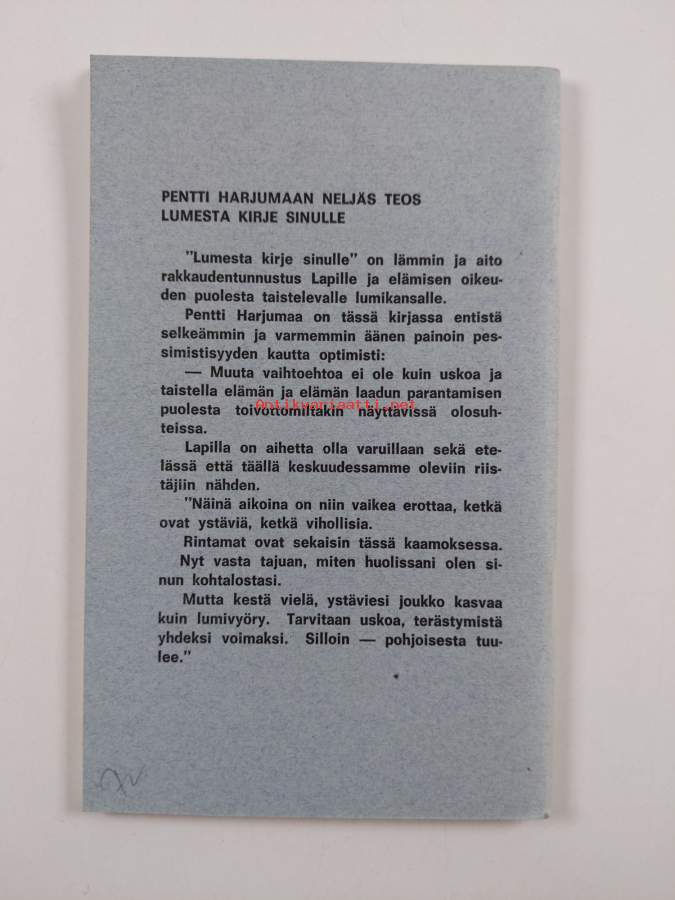 PENTTI HARJUMAAN NELJÄS TEOS
LUMESTA KIRJE SINULLE
"Lumesta kirje sinulle" on lämmin ja aito
rakkaudentunnustus Lapille ja elämisen oikeu-
den puolesta taistelevalle lumikansalle.
Pentti Harjumaa on tässä kirjassa entistä
selkeämmin ja varmemmin äänen painoin pes-
simistisyyden kautta optimisti:
— Muuta vaihtoehtoa ei ole kuin uskoa ja
taistella elämän ja elämän laadun parantamisen
puolesta toivottomiltakin näyttävissä olosuh-
teissa.
Antikvariaatti.net
Lapilla on aihetta olla varuillaan sekä ete-
lässä että täällä keskuudessamme oleviin riis-
täjiin nähden.
"Näinä aikoina on niin vaikea erottaa, ketkä
ovat ystäviä, ketkä vihollisia.
Rintamat ovat sekaisin tässä kaamoksessa.
Nyt vasta tajuan, miten huolissani olen si-
nun kohtalostasi.
Mutta kestä vielä, ystäviesi joukko kasvaa
kuin lumivyöry. Tarvitaan uskoa, terästymistä
yhdeksi voimaksi. Silloin — pohjoisesta tuu-
lee."